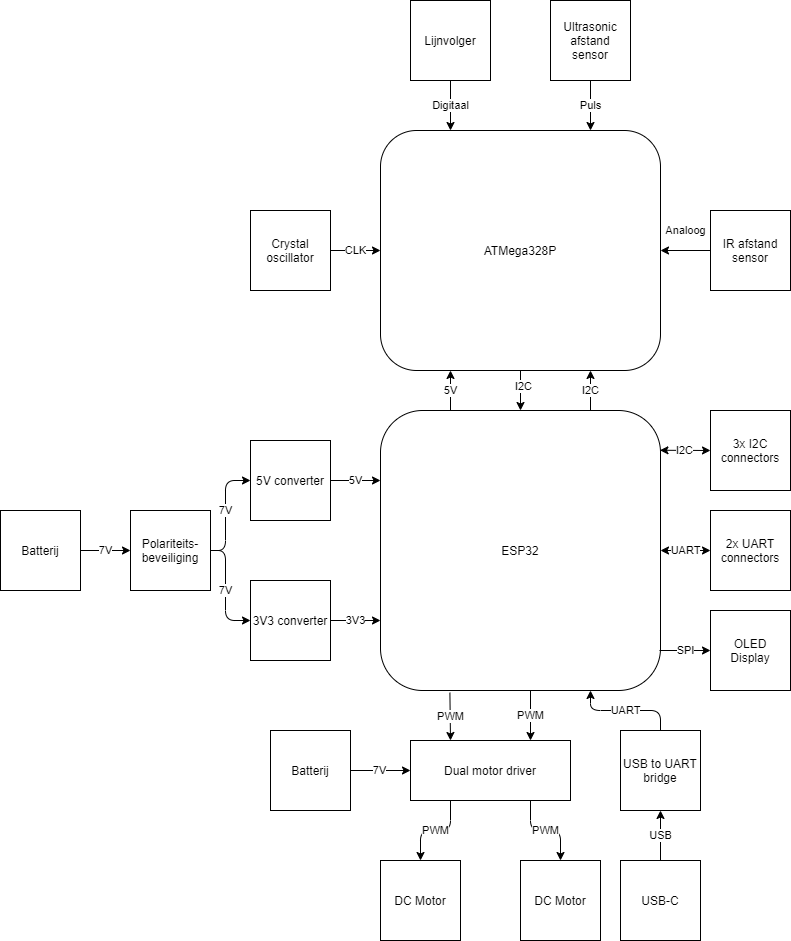 Lijnvolger
Ultrasonic
afstand
sensor
Digitaal
Puls
Crystal
oscillator
CLK
ATMega328P
Analoog
IR afstand
sensor
5V
I2C
I2C
5V converter
5V
I2C
3x I2C
connectors
7V
Batterij
7V
Polariteits-
beveiliging
ESP32
UART
2x UART
connectors
7V
3V3 converter
3V3
SPI
OLED
Display
PWM
PWM
UART
Batterij
7V
Dual motor driver
USB to UART
bridge
PWM
PWM
USB
DC Motor
DC Motor
USB-C